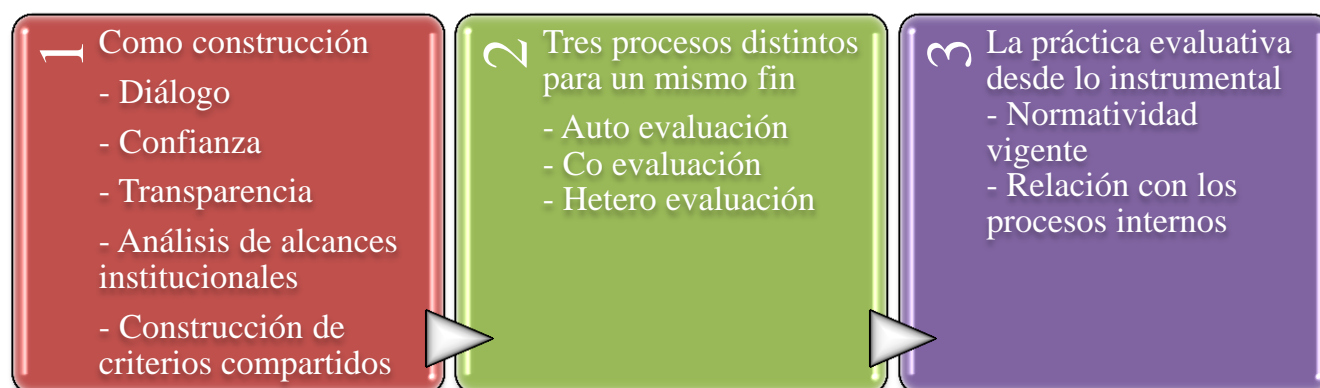 1
Como construcción
- Diálogo
- Confianza
- Transparencia
- Análisis de alcances
institucionales
- Construcción de
criterios compartidos
2
Tres procesos distintos
para un mismo fin
- Auto evaluación
- Co evaluación
- Hetero evaluación
3
La práctica evaluativa
desde lo instrumental
- Normatividad
vigente
- Relación con los
procesos internos